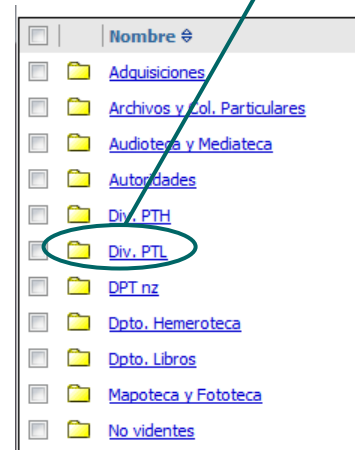 Nombre
Adquisiciones
Archivos y Col. Particulares
Audioteca y Mediateca
Autoridades
Div. PTH
Div. PTL
DPT nz
Dpto. Hemeroteca
Dpto. Libros
Mapoteca y Fototeca
No videntes